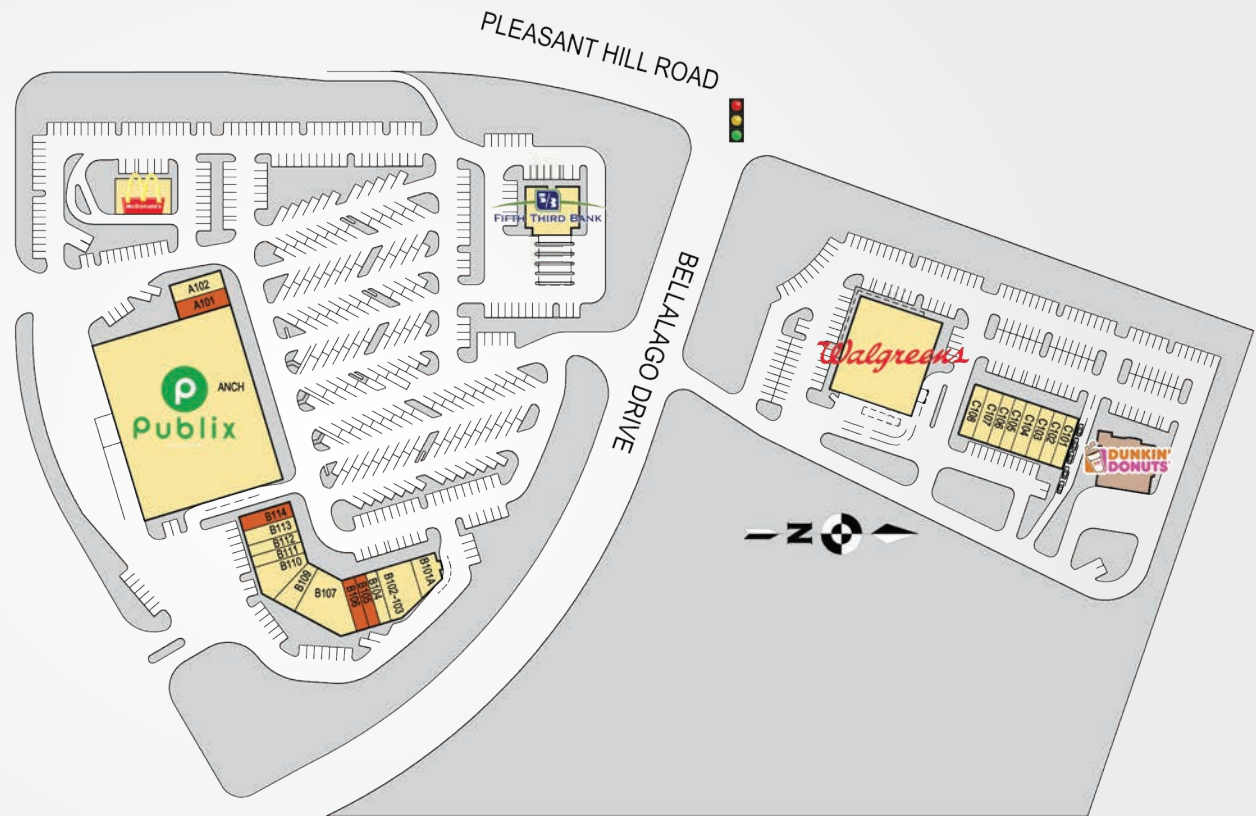 PLEASANT HILL ROAD
McDonald's
FIFTH THIRD BANK
BELLALAGO DRIVE
A102
A101
ANCH
Publix
Walgreens
C108
C107
C106
C105
C104
C103
C102
C101
DUNKIN'
DONUTS
N
B114
B113
B112
B111
B110
B109
B107
B106
B105
B104
B102-103
B101A